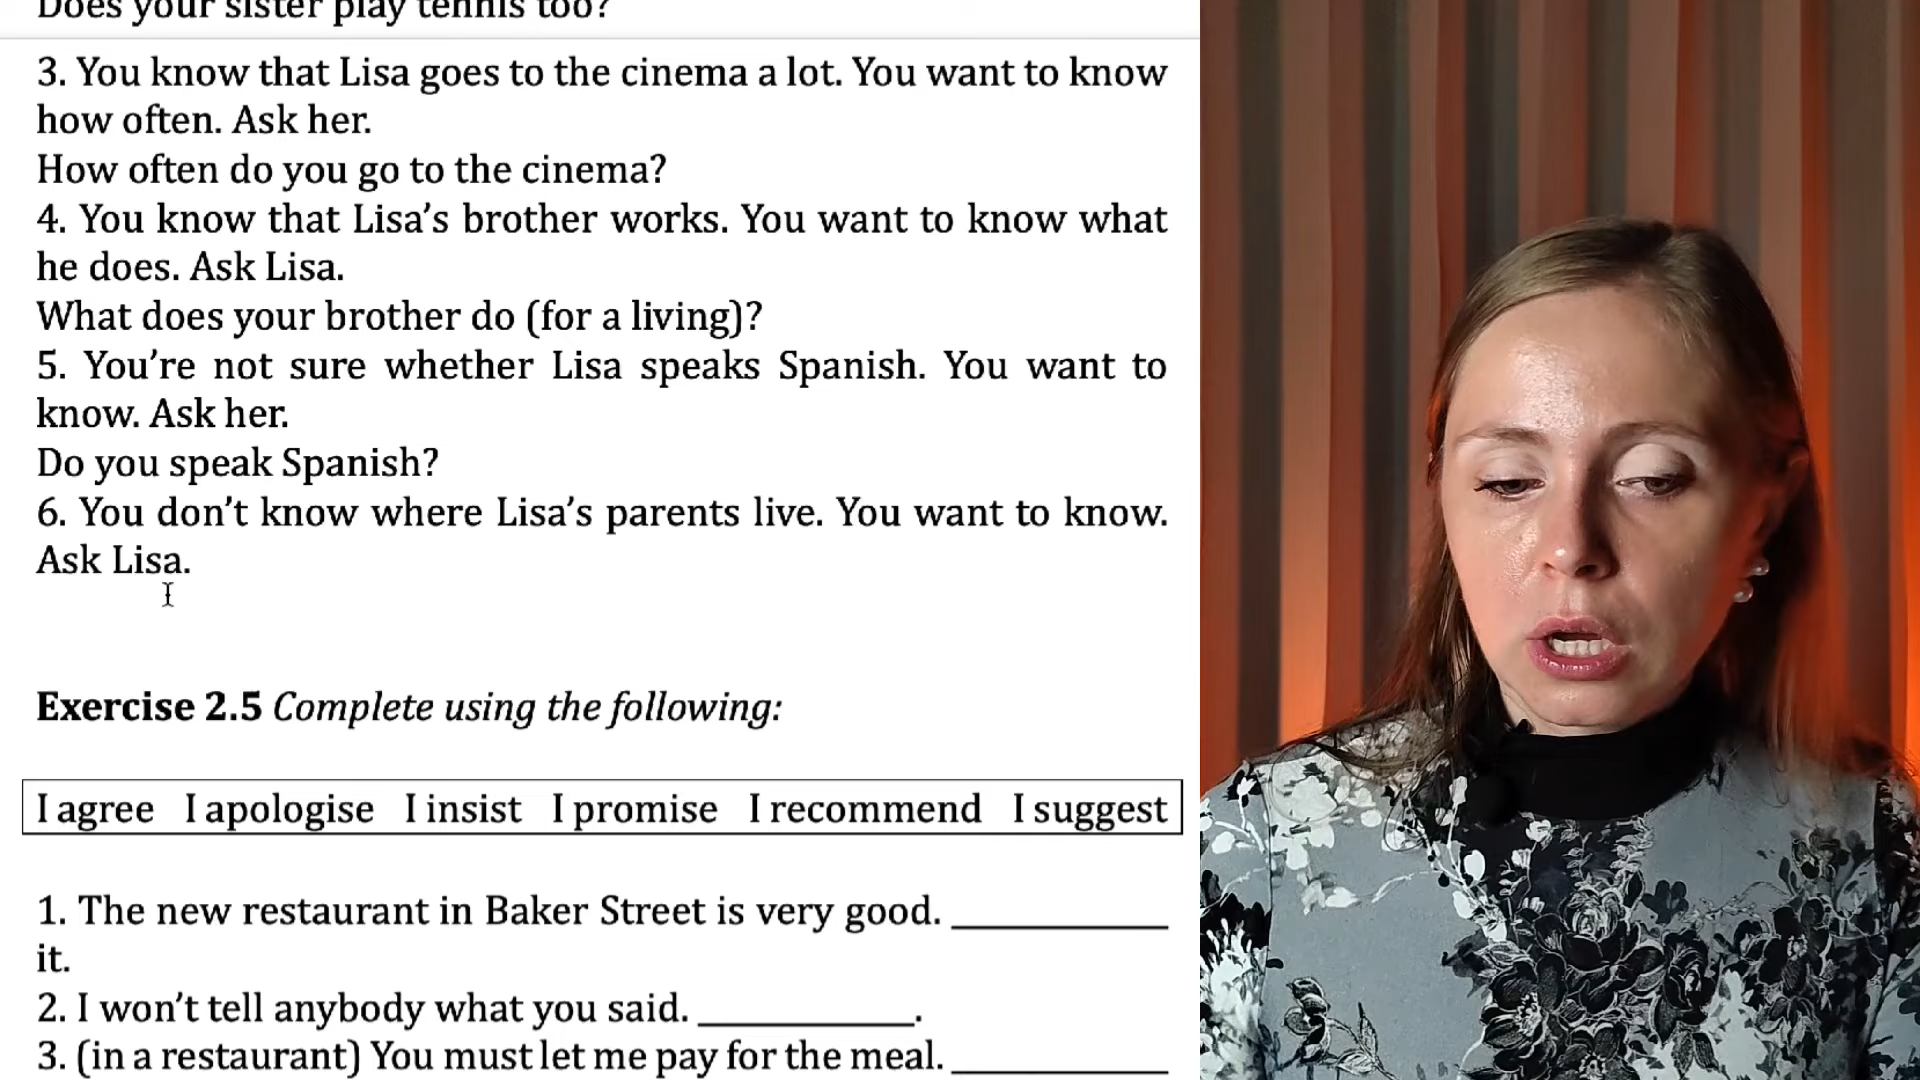 Does your sister play tennis too?
3. You know that Lisa goes to the cinema a lot. You want to know
how often. Ask her.
How often do you go to the cinema?
4. You know that Lisa’s brother works. You want to know what
he does. Ask Lisa.
What does your brother do (for a living)?
5. You’re not sure whether Lisa speaks Spanish. You want to
know. Ask her.
Do you speak Spanish?
6. You don’t know where Lisa’s parents live. You want to know.
Ask Lisa.
Exercise 2.5 Complete using the following:
I agree I apologise I insist I promise I recommend I suggest
1. The new restaurant in Baker Street is very good. __________
it.
2. I won’t tell anybody what you said. __________.
3. (in a restaurant) You must let me pay for the meal. __________